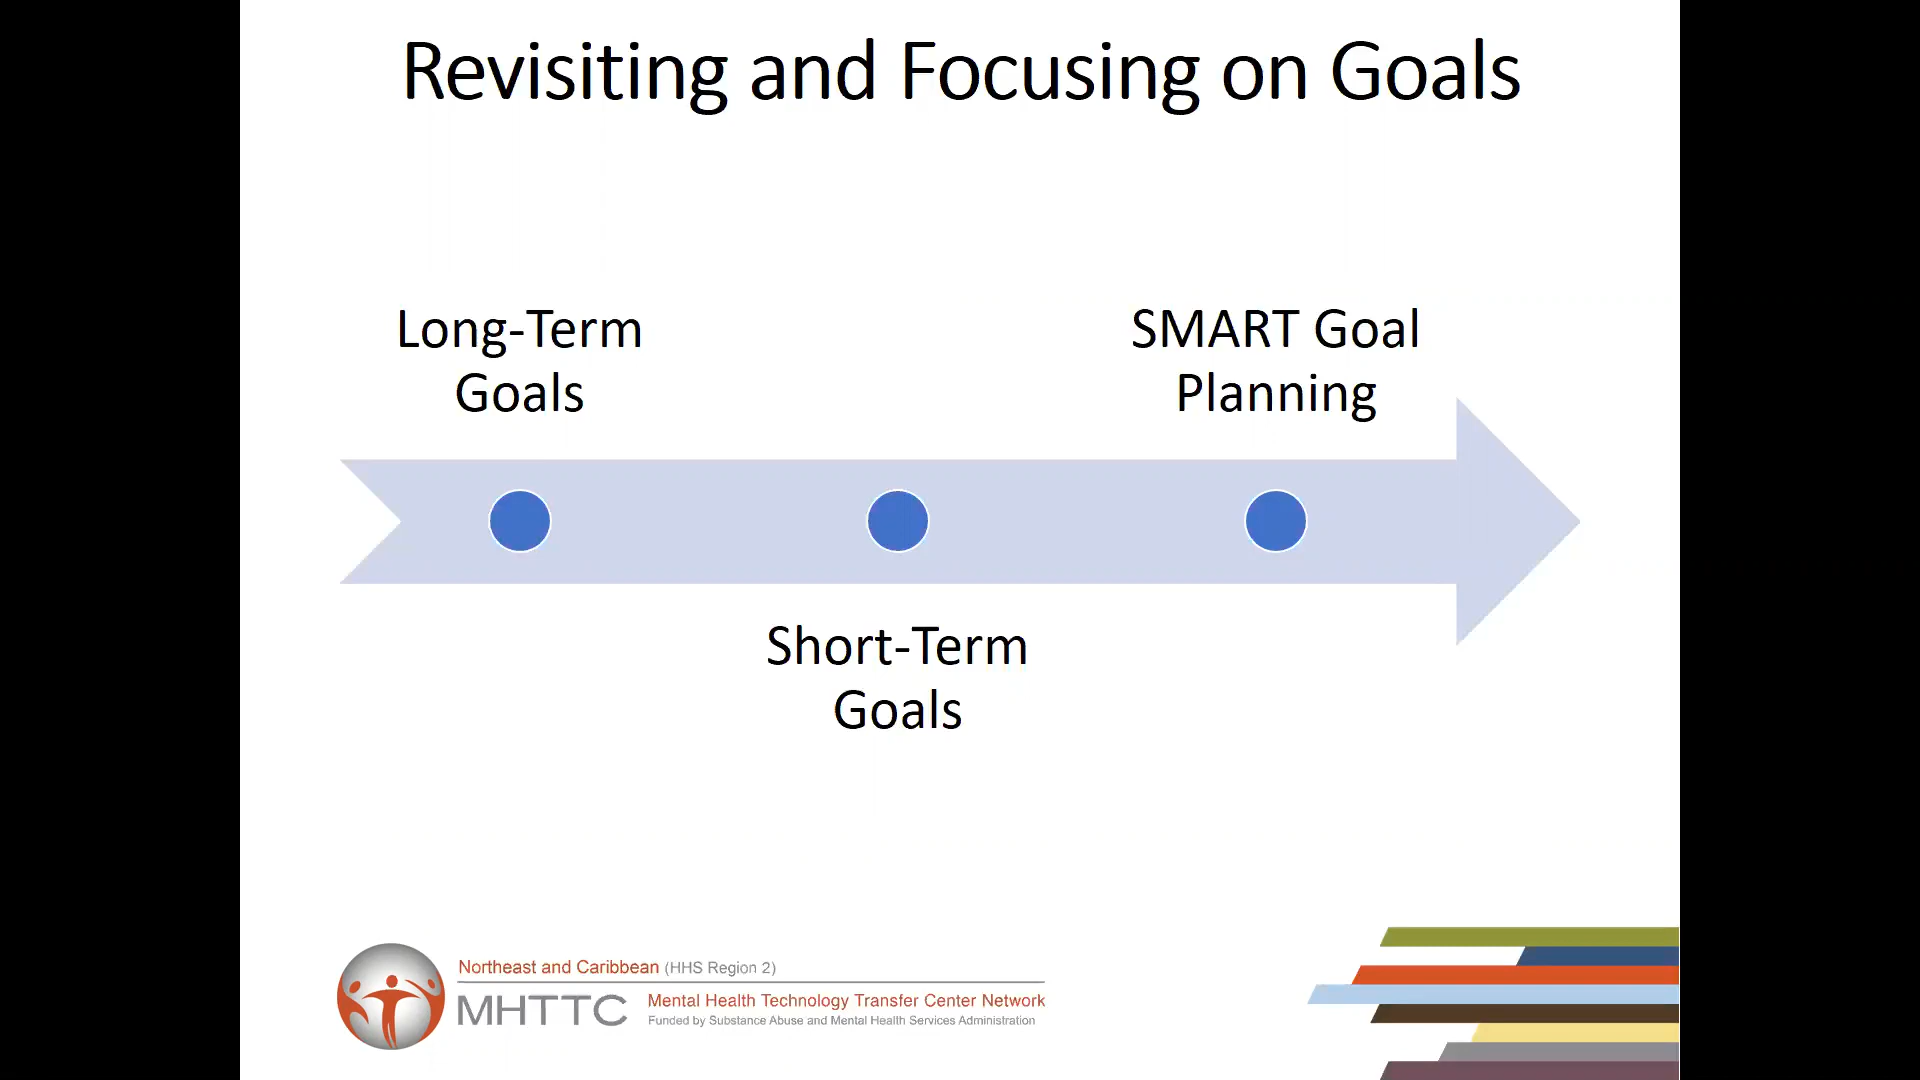 Revisiting and Focusing on Goals
Long-Term
Goals
SMART Goal
Planning
Short-Term
Goals
Northeast and Caribbean (HHS Region 2)
MHTTC
Mental Health Technology Transfer Center Network
Funded by Substance Abuse and Mental Health Services Administration